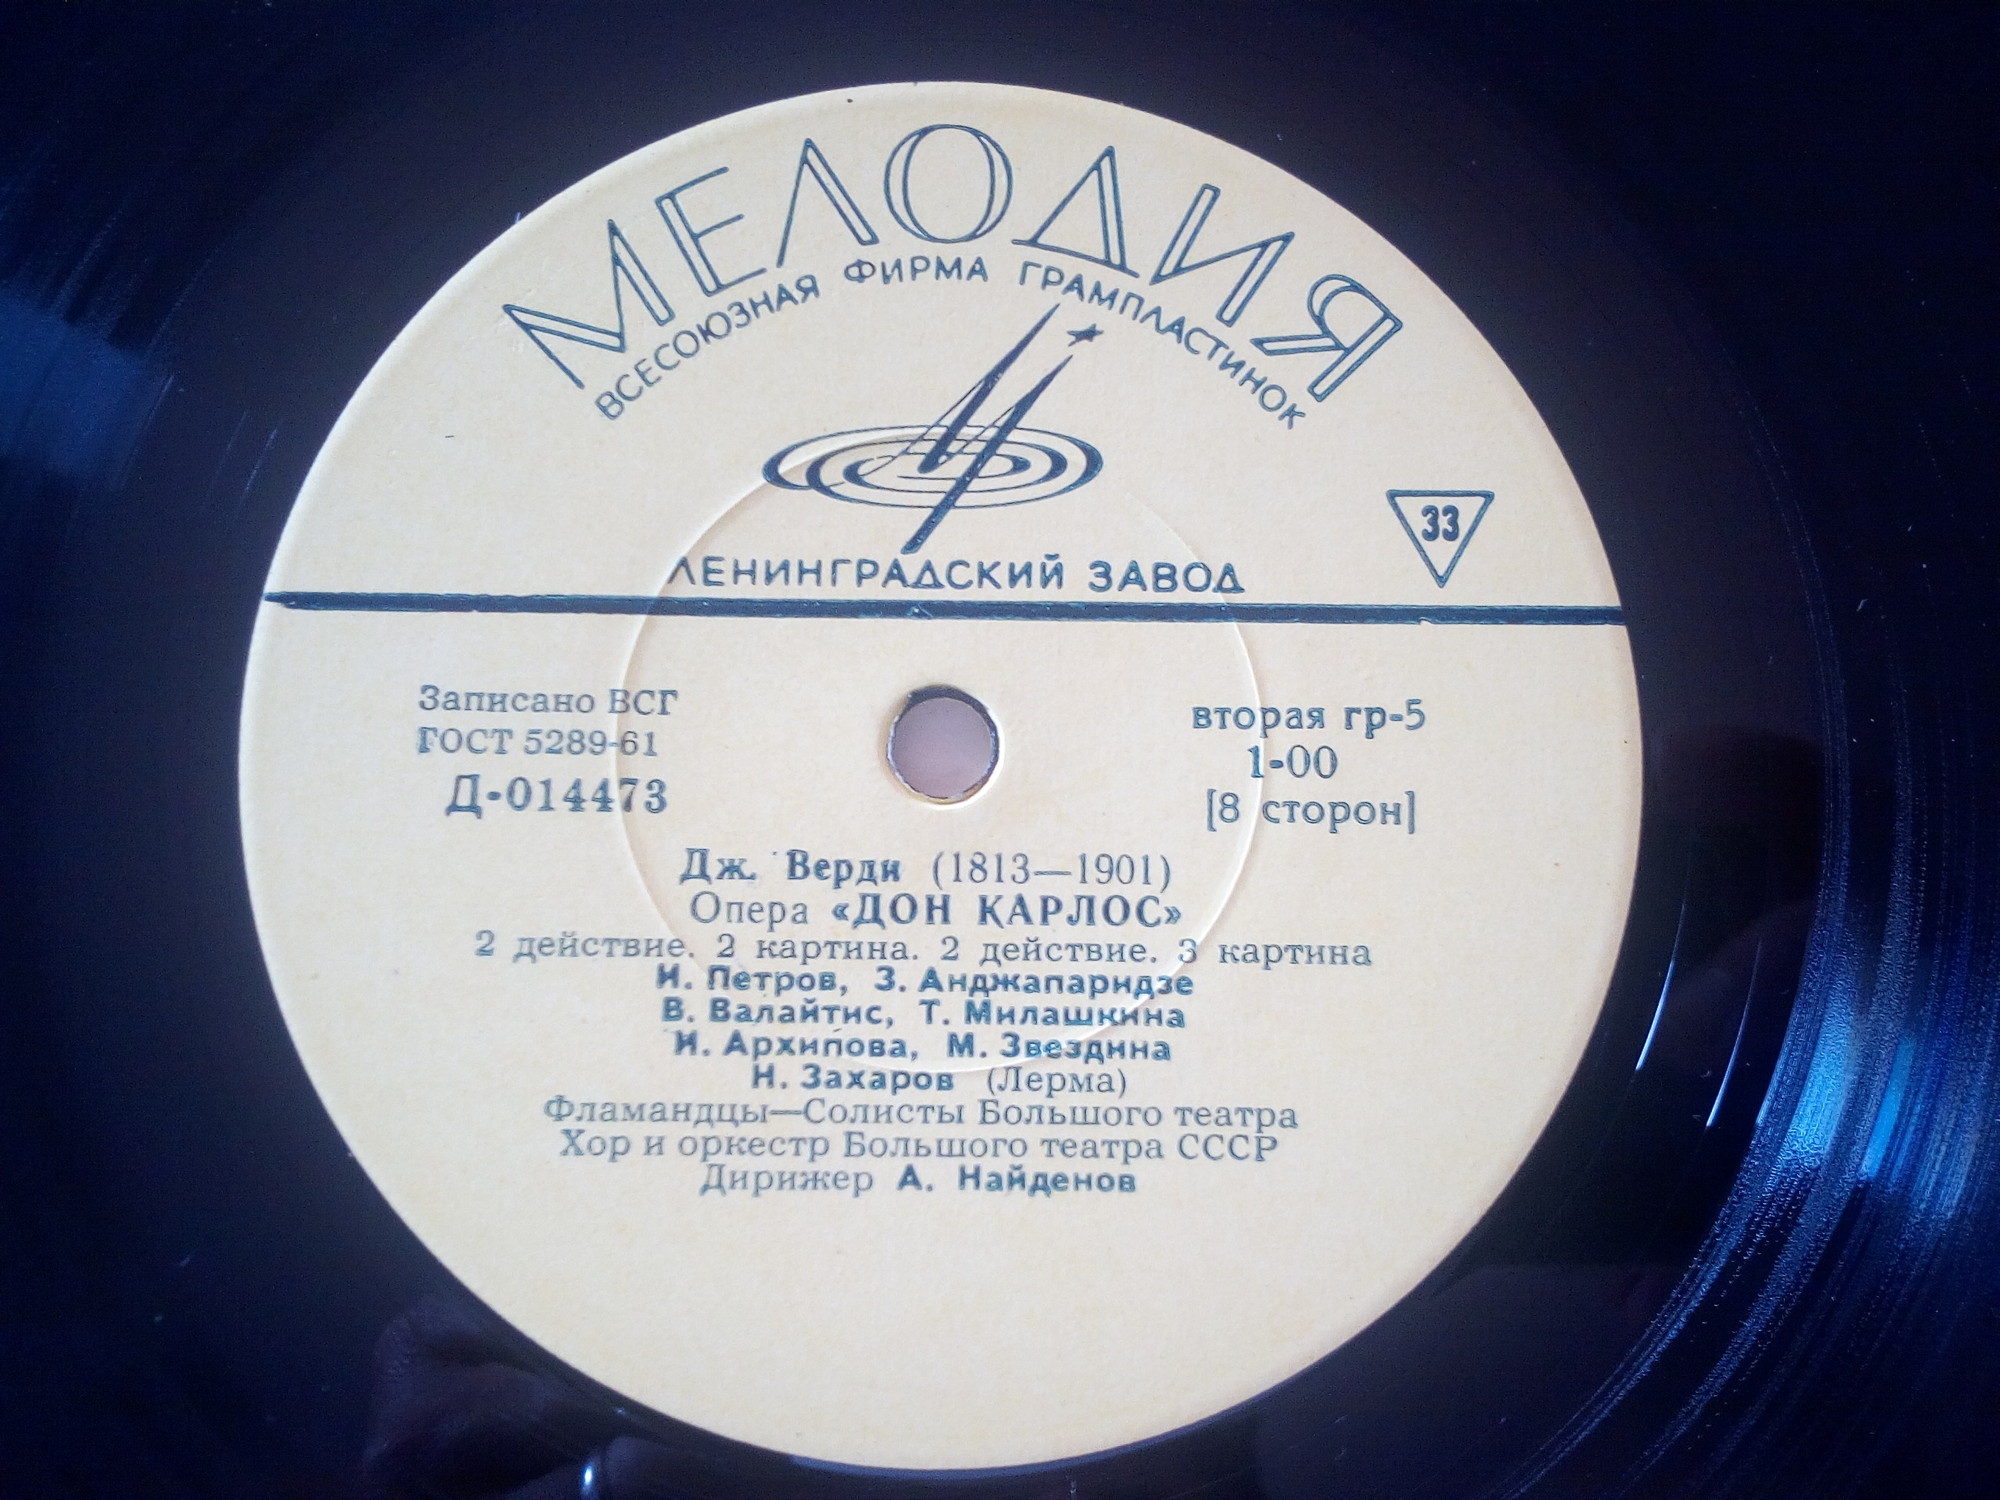 МЕЛОДИЯ
ВСЕСОЮЗНАЯ ФИРМА ГРАМПЛАСТИНОК
33
ЛЕНИНГРАДСКИЙ ЗАВОД
Записано ВСГ
ГОСТ 5289-61
Д-014473
вторая гр-5
1-00
[8 сторон]
Дж. Верди (1813—1901)
Опера «ДОН КАРЛОС»
2 действие. 2 картина. 2 действие. 3 картина
И. Петров, З. Анджапаридзе
В. Валайтис, Т. Милашкина
И. Архипова, М. Звездина
Н. Захаров (Лерма)
Фламандцы—Солисты Большого театра
Хор и оркестр Большого театра СССР
Дирижер А. Найденов